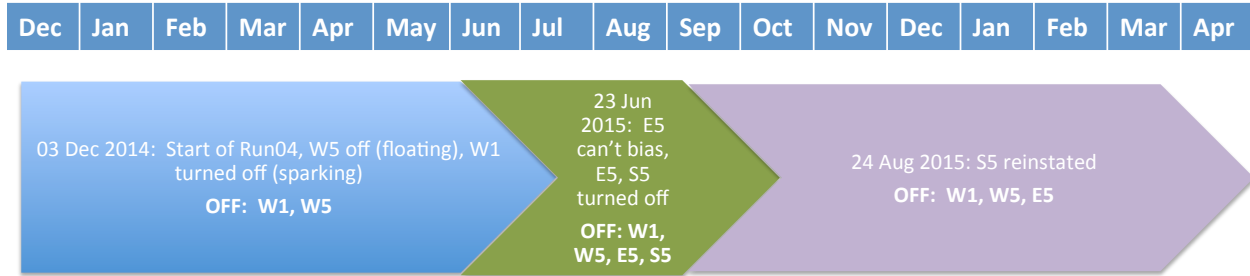 Dec Jan Feb Mar Apr May Jun Jul Aug Sep Oct Nov Dec Jan Feb Mar Apr
03 Dec 2014: Start of Run04, W5 off (floating), W1
turned off (sparking)
OFF: W1, W5
23 Jun
2015: E5
can’t bias,
E5, S5
turned off
OFF: W1,
W5, E5, S5
24 Aug 2015: S5 reinstated
OFF: W1, W5, E5